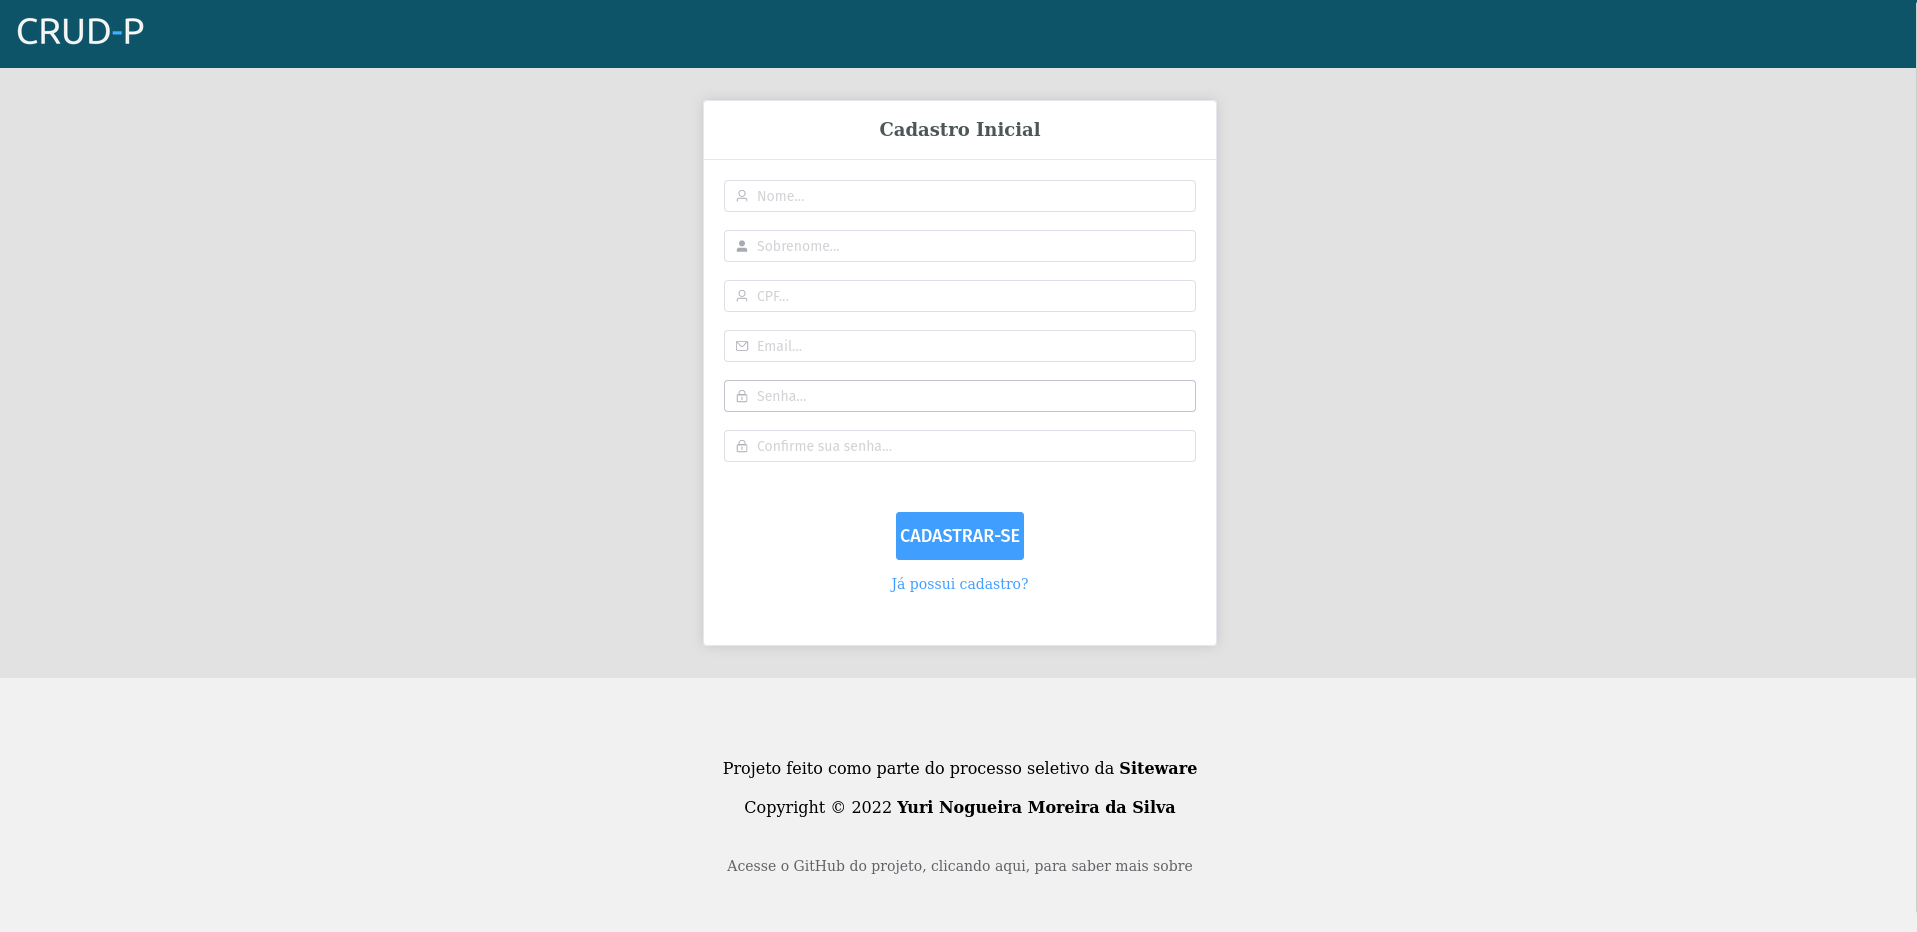 CRUD-P
Cadastro Inicial
Nome...
Sobrenome...
CPF...
Email...
Senha...
Confirme sua senha...
CADASTRAR-SE
Já possui cadastro?
Projeto feito como parte do processo seletivo da Siteware
Copyright © 2022 Yuri Nogueira Moreira da Silva
Acesse o GitHub do projeto, clicando aqui, para saber mais sobre